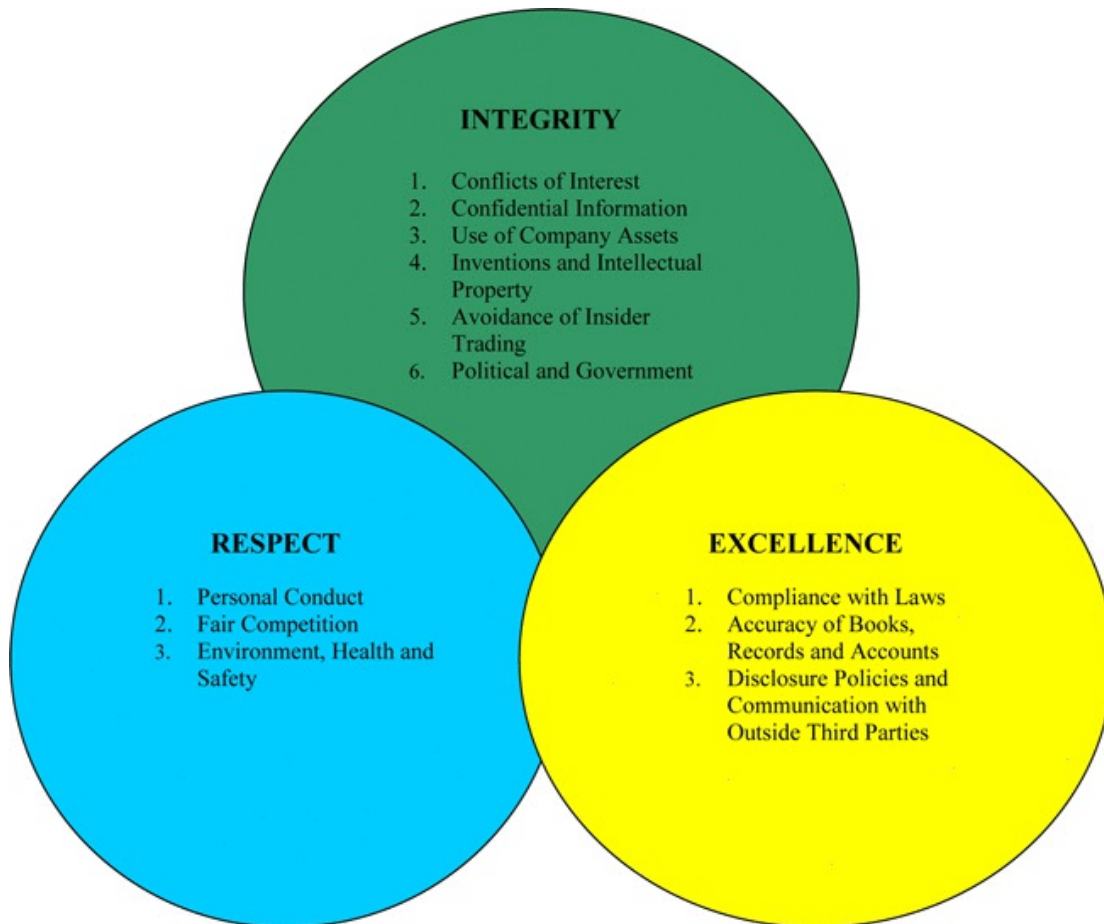 INTEGRITY
1. Conflicts of Interest
2. Confidential Information
3. Use of Company Assets
4. Inventions and Intellectual
Property
5. Avoidance of Insider
Trading
6. Political and Government
RESPECT
1. Personal Conduct
2. Fair Competition
3. Environment, Health and
Safety
EXCELLENCE
1. Compliance with Laws
2. Accuracy of Books,
Records and Accounts
3. Disclosure Policies and
Communication with
Outside Third Parties